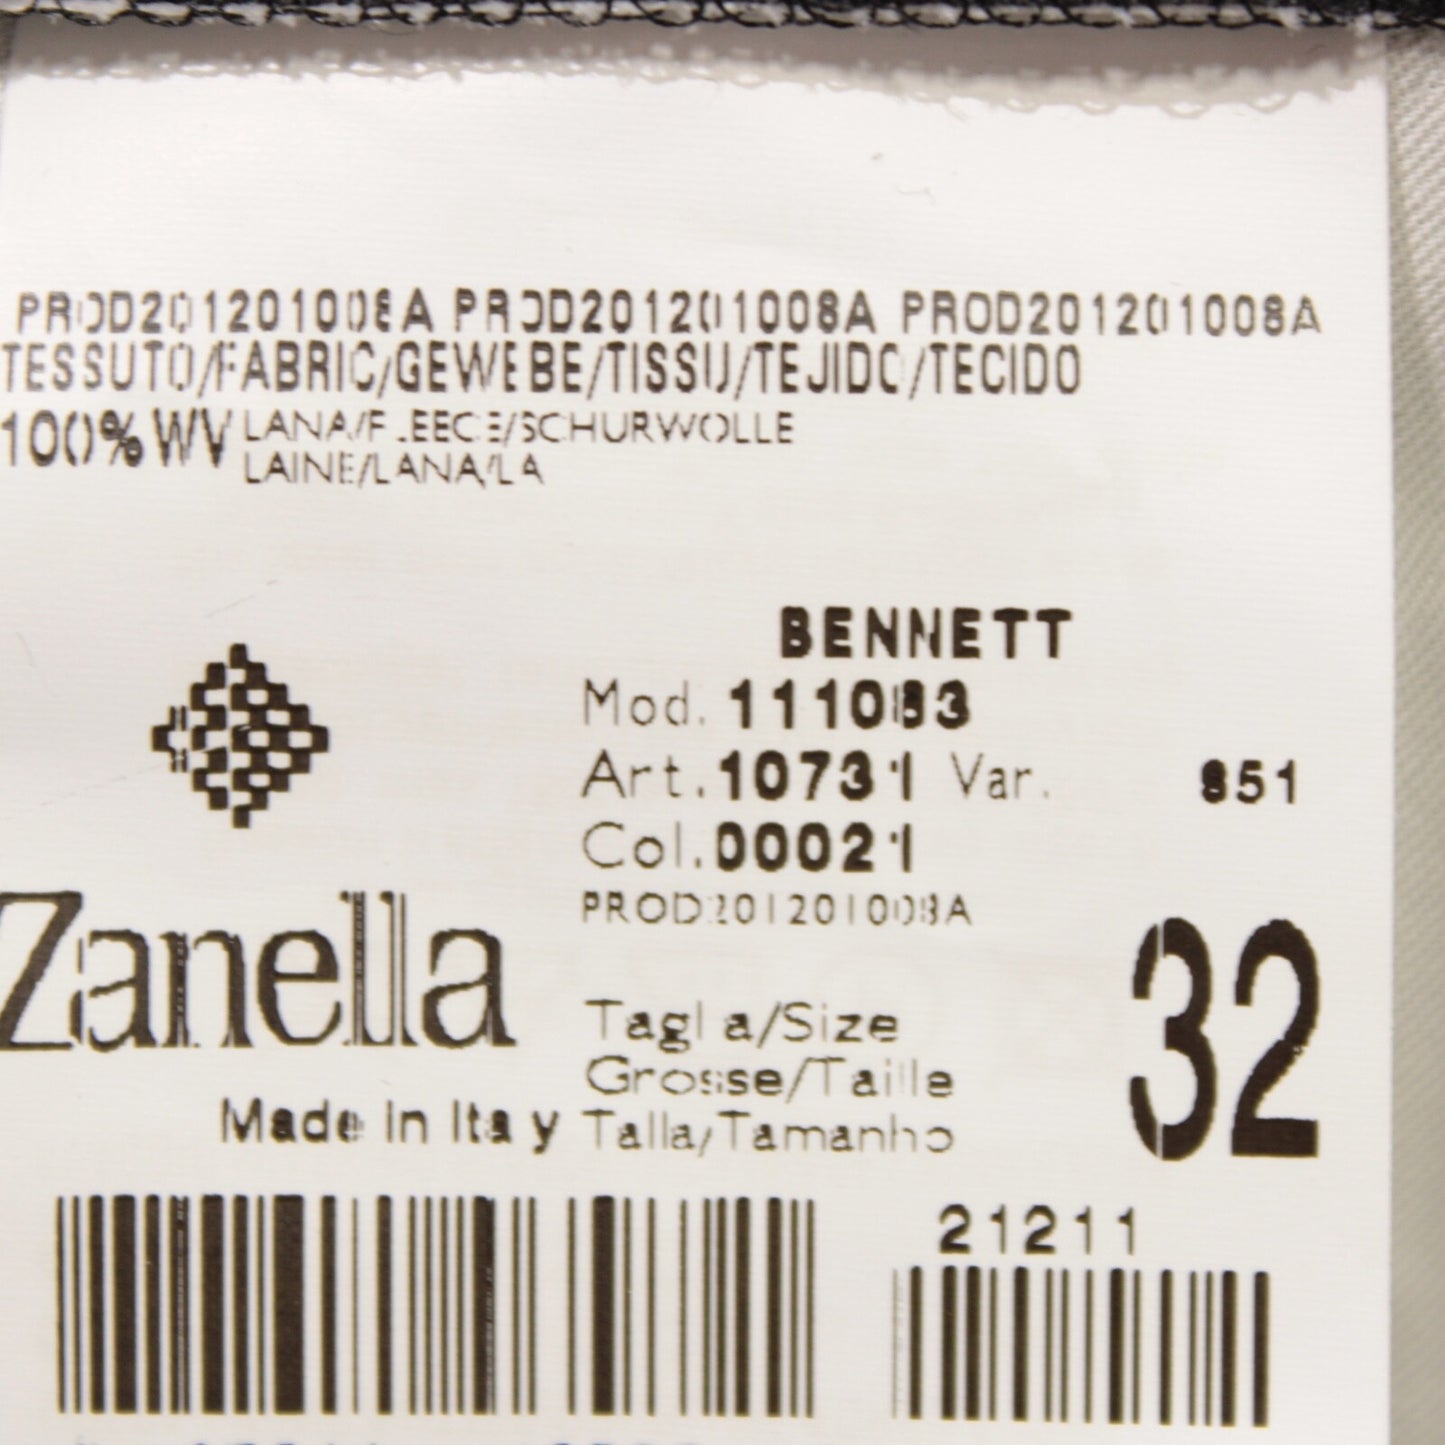 PROD201201008A PROD201201008A PROD201201008A
TESSUTO/FABRIC/GEWEBE/TISSU/TEJIDO/TECIDO
100%WV LANA/FLEECE/SCHURWOLLE
LAINE/LANA/LA
BENNETT
Mod. 111083
Art.10731 Var. 851
Col.00021
PROD201201008A
Zanella
Taglia/Size
Grosse/Taille
Talla/Tamanho
32
Made in Italy
21211